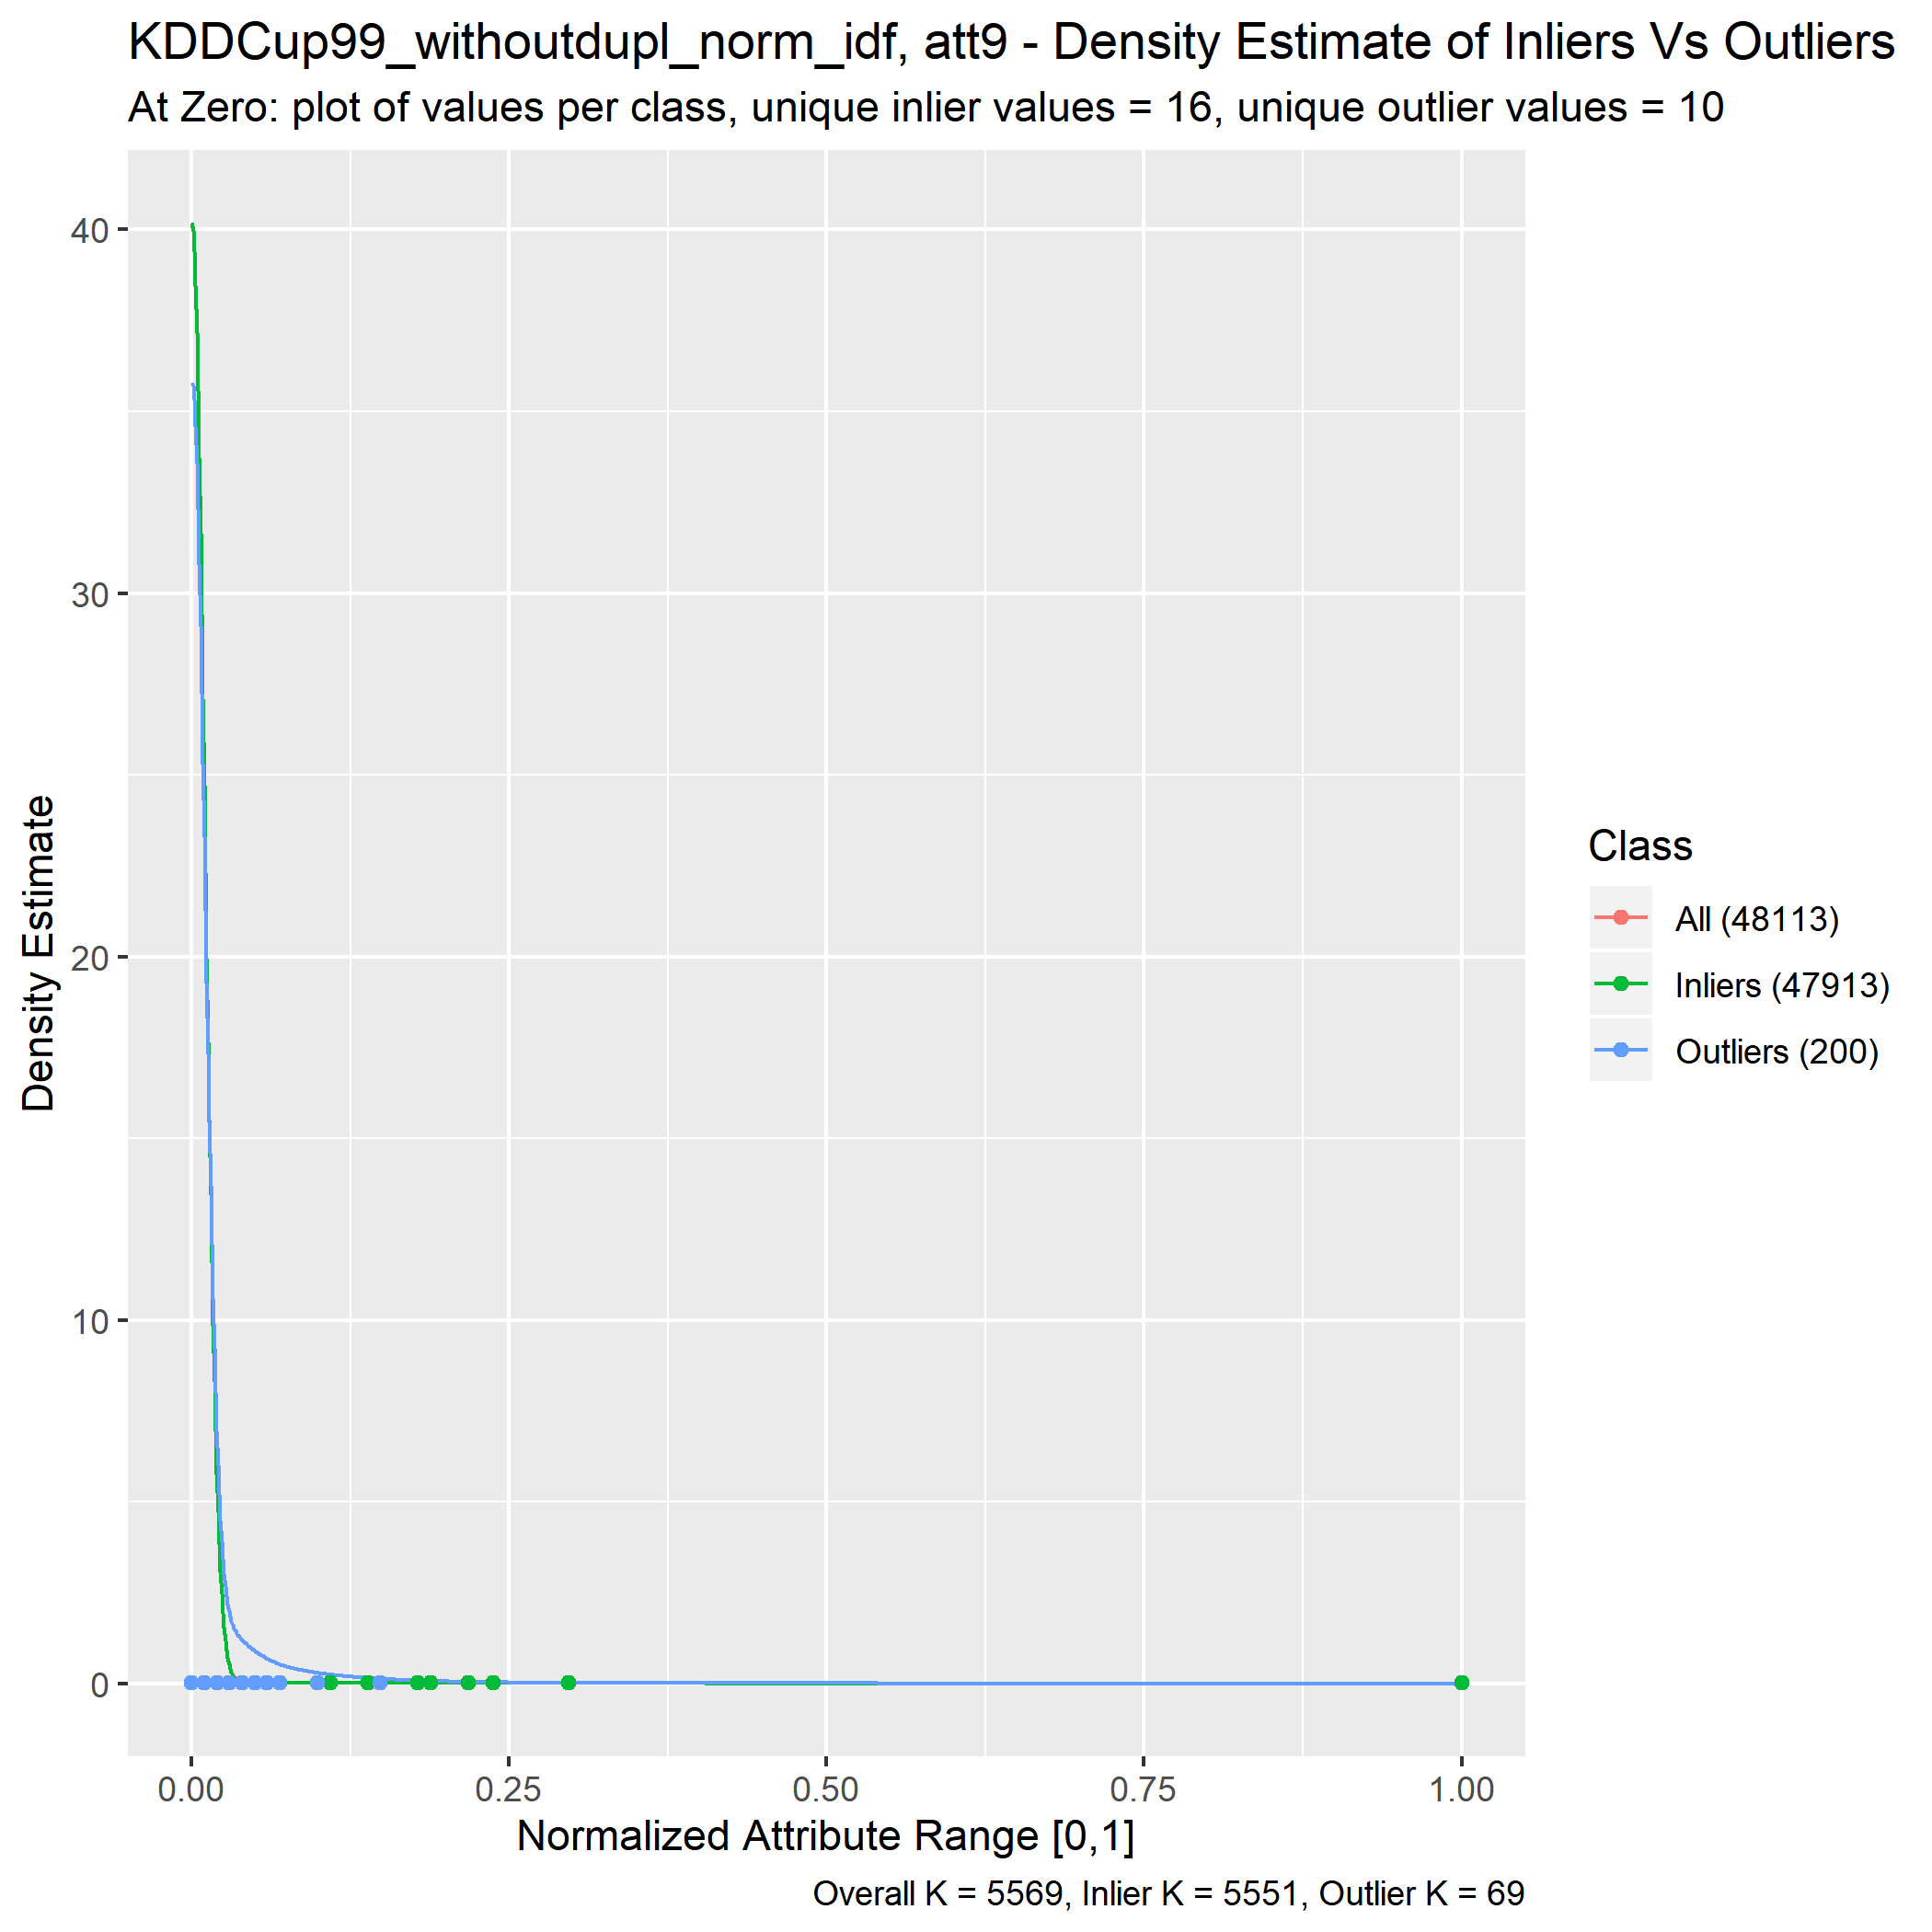 KDDCup99_withoutdupl_norm_idf, att9 - Density Estimate of Inliers Vs Outliers
At Zero: plot of values per class, unique inlier values = 16, unique outlier values = 10
40
30
20
10
0
Density Estimate
0.00 0.25 0.50 0.75 1.00
Normalized Attribute Range [0,1]
Class
All (48113)
Inliers (47913)
Outliers (200)
Overall K = 5569, Inlier K = 5551, Outlier K = 69